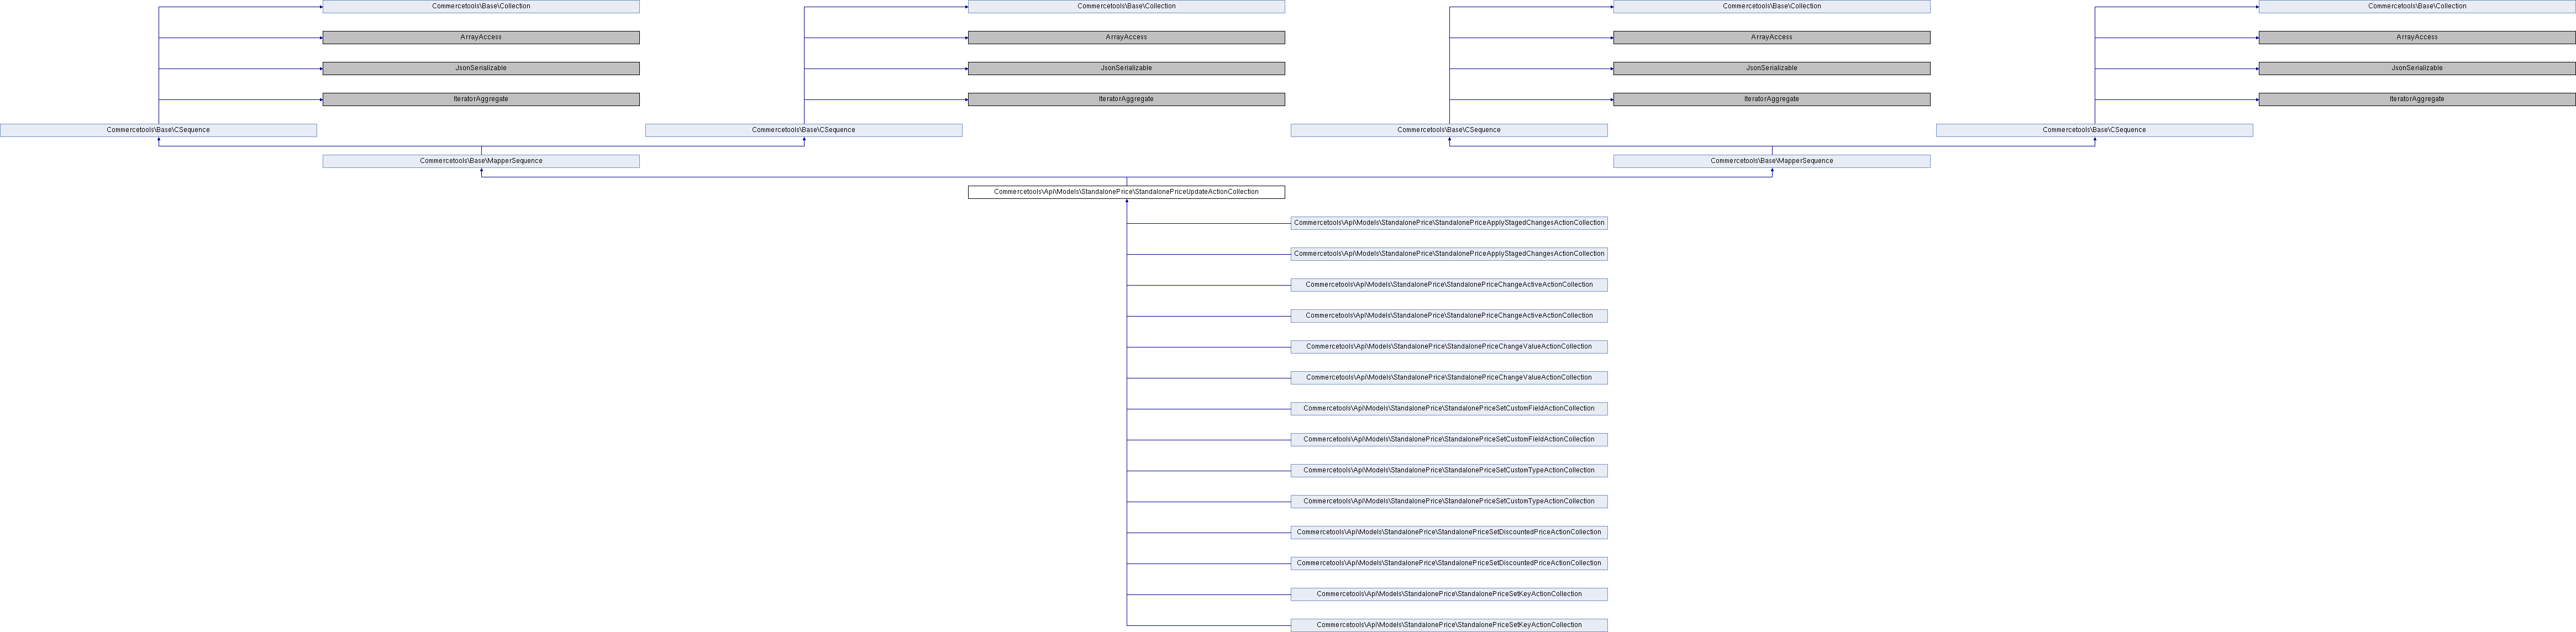 Commercetools\Base\Collection
Commercetools\Base\Collection
Commercetools\Base\Collection
Commercetools\Base\Collection
ArrayAccess
ArrayAccess
ArrayAccess
ArrayAccess
JsonSerializable
JsonSerializable
JsonSerializable
JsonSerializable
IteratorAggregate
IteratorAggregate
IteratorAggregate
IteratorAggregate
Commercetools\Base\CSequence
Commercetools\Base\CSequence
Commercetools\Base\CSequence
Commercetools\Base\CSequence
Commercetools\Base\MapperSequence
Commercetools\Base\MapperSequence
Commercetools\Api\Models\StandalonePrice\StandalonePriceUpdateActionCollection
Commercetools\Api\Models\StandalonePrice\StandalonePriceApplyStagedChangesActionCollection
Commercetools\Api\Models\StandalonePrice\StandalonePriceApplyStagedChangesActionCollection
Commercetools\Api\Models\StandalonePrice\StandalonePriceChangeActiveActionCollection
Commercetools\Api\Models\StandalonePrice\StandalonePriceChangeActiveActionCollection
Commercetools\Api\Models\StandalonePrice\StandalonePriceChangeValueActionCollection
Commercetools\Api\Models\StandalonePrice\StandalonePriceChangeValueActionCollection
Commercetools\Api\Models\StandalonePrice\StandalonePriceSetCustomFieldActionCollection
Commercetools\Api\Models\StandalonePrice\StandalonePriceSetCustomFieldActionCollection
Commercetools\Api\Models\StandalonePrice\StandalonePriceSetCustomTypeActionCollection
Commercetools\Api\Models\StandalonePrice\StandalonePriceSetCustomTypeActionCollection
Commercetools\Api\Models\StandalonePrice\StandalonePriceSetDiscountedPriceActionCollection
Commercetools\Api\Models\StandalonePrice\StandalonePriceSetDiscountedPriceActionCollection
Commercetools\Api\Models\StandalonePrice\StandalonePriceSetKeyActionCollection
Commercetools\Api\Models\StandalonePrice\StandalonePriceSetKeyActionCollection